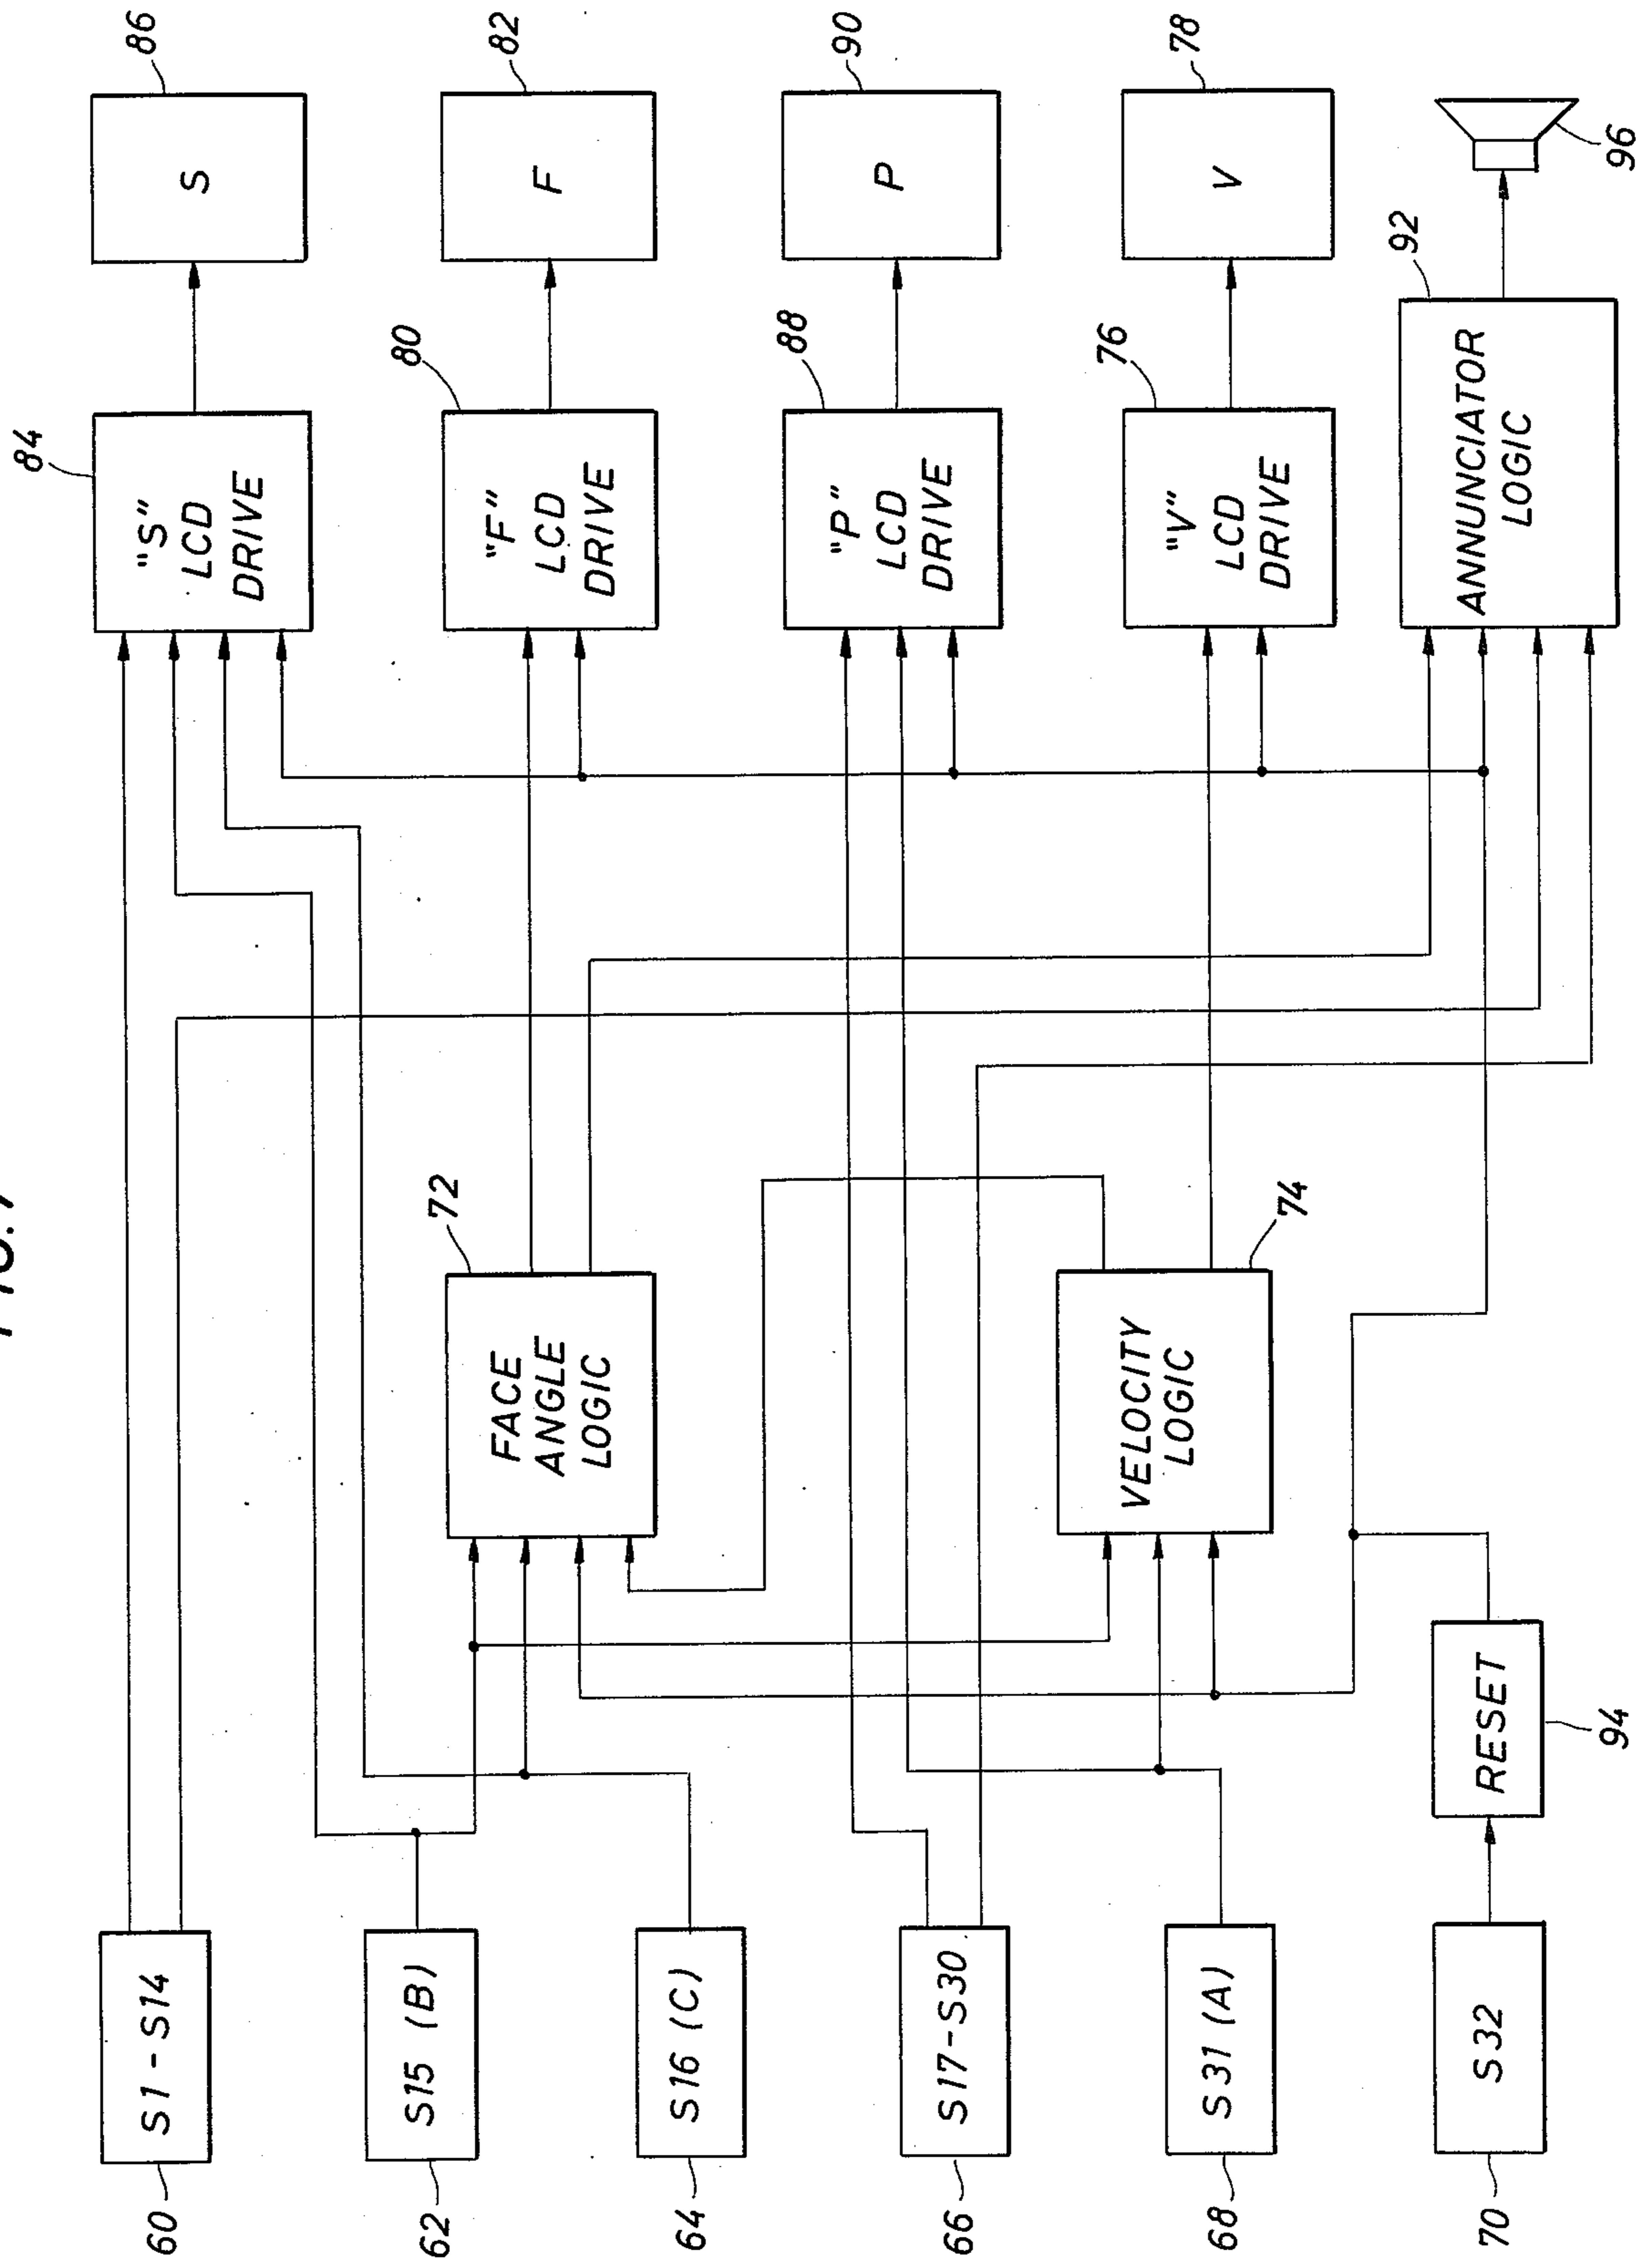 86
S
82
F
90
P
78
V
96
84
"S"
LCD
DRIVE
80
"F"
LCD
DRIVE
88
"P"
LCD
DRIVE
76
"V"
LCD
DRIVE
92
ANNUNCIATOR
LOGIC
72
FACE
ANGLE
LOGIC
74
VELOCITY
LOGIC
94
RESET
S1-S14
60
S15 (B)
62
S16 (C)
64
S17-S30
66
S31 (A)
68
S32
70